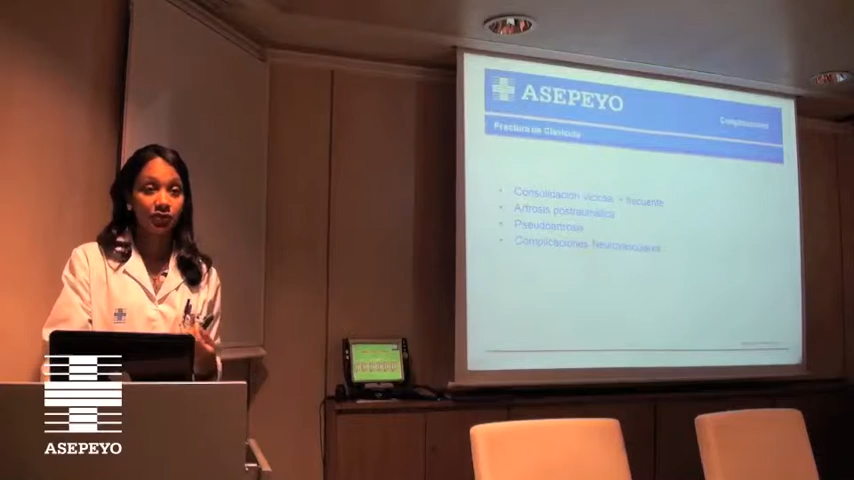 ASEPEYO
Complicaciones
Fractura de Clavícula
• Consolidación viciosa + frecuente
• Artrosis postraumática
• Pseudoartrosis
• Complicaciones Neurovasculares
ASEPEYO